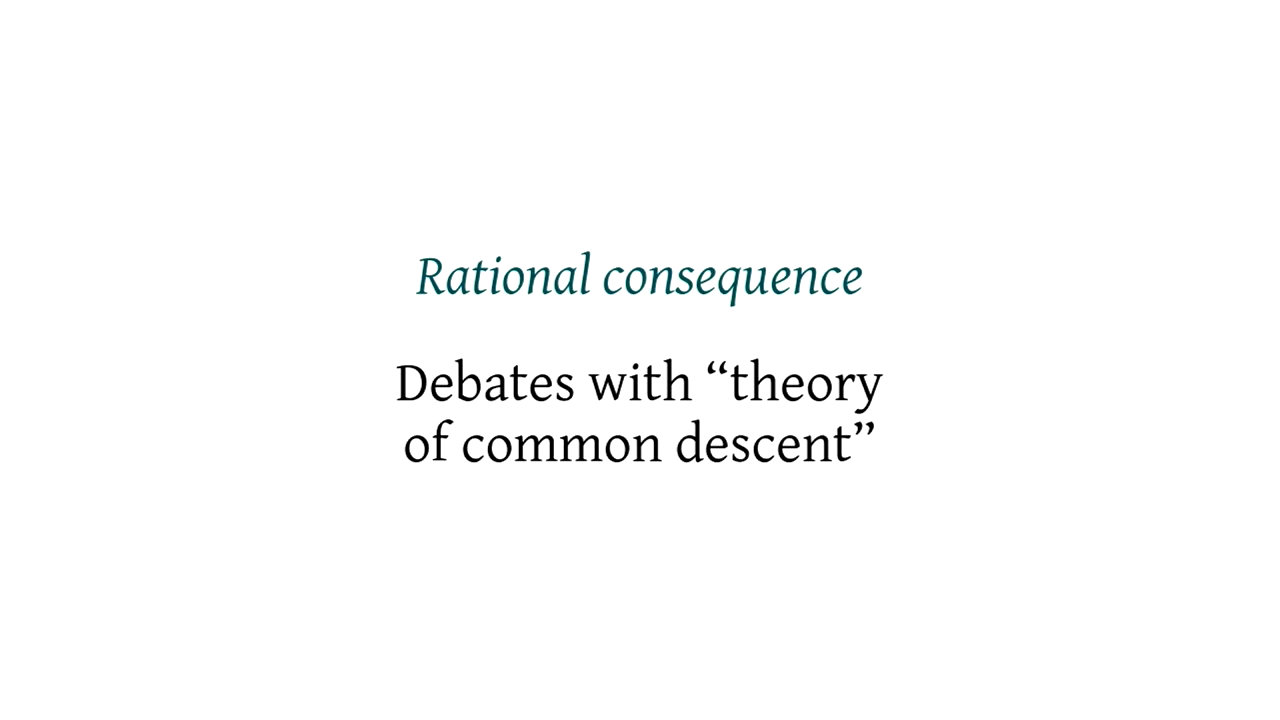 Rational consequence
Debates with “theory
of common descent”